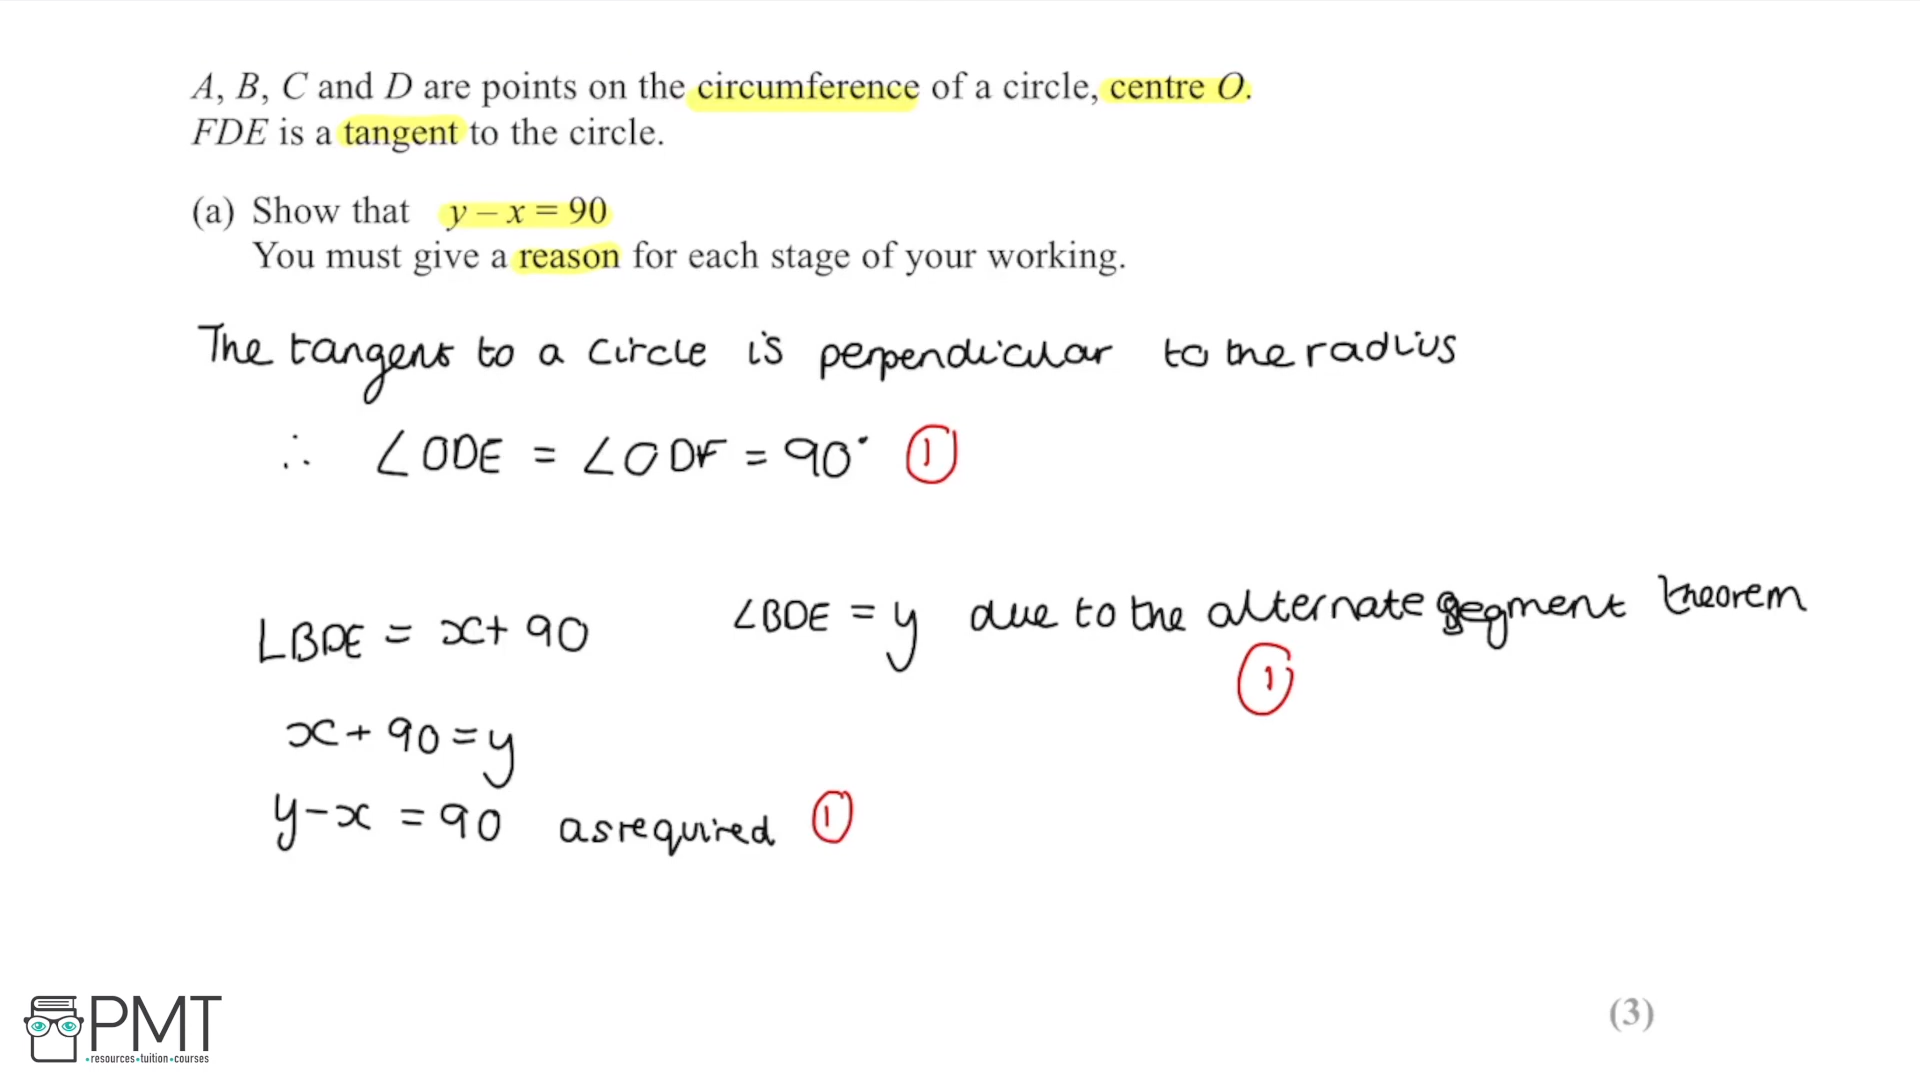 A, B, C and D are points on the circumference of a circle, centre O.
FDE is a tangent to the circle.
(a) Show that y – x = 90
You must give a reason for each stage of your working.
The tangent to a circle is perpendicular to the radius
∴ ∠ODE = ∠ODF = 90° ①
∠BDE = x + 90 ∠BDE = y due to the alternate segment theorem
①
x + 90 = y
y - x = 90 as required ①
(3)
PMT
•resources•tuition•courses